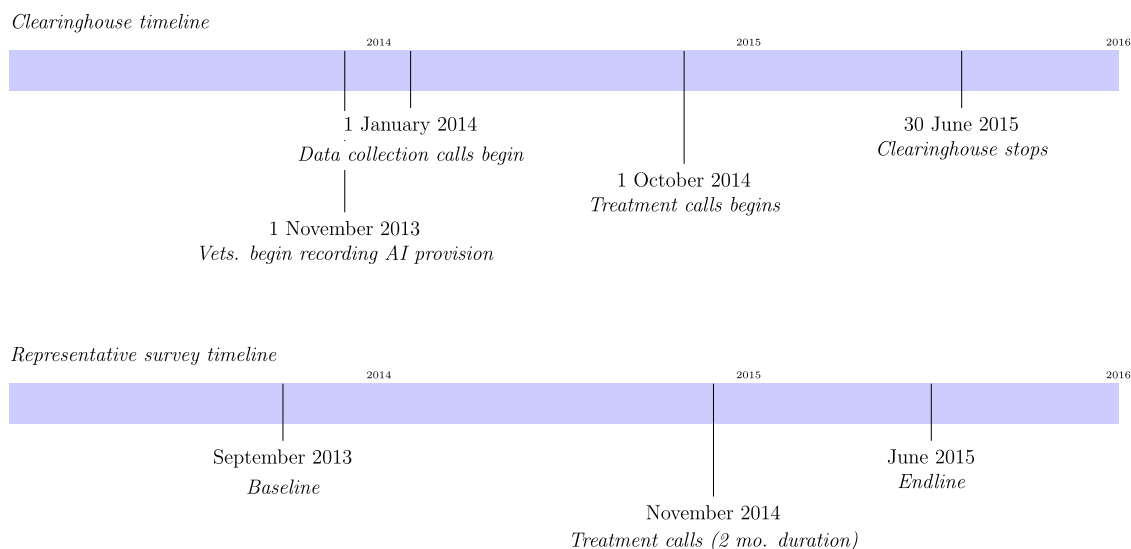 Clearinghouse timeline
2014 2015 2016
1 January 2014
Data collection calls begin
30 June 2015
Clearinghouse stops
1 October 2014
Treatment calls begins
1 November 2013
Vets. begin recording AI provision
Representative survey timeline
2014 2015 2016
September 2013
Baseline
June 2015
Endline
November 2014
Treatment calls (2 mo. duration)